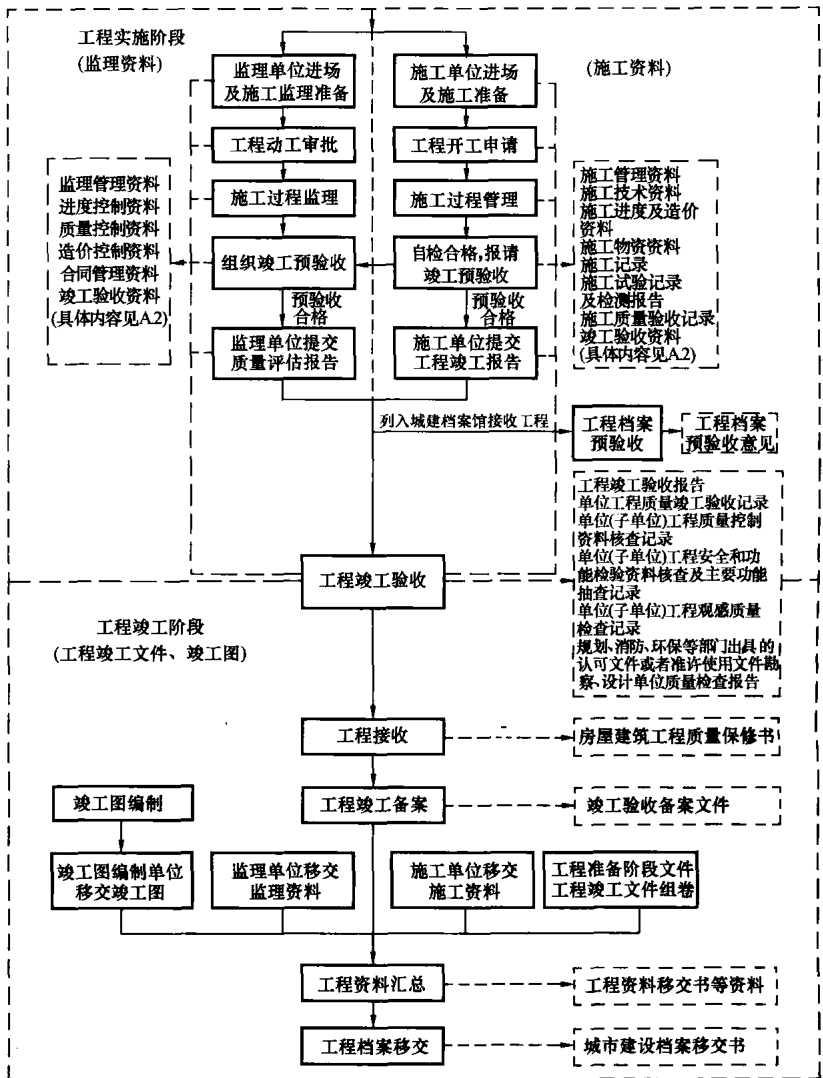 工程实施阶段
(监理资料)
监理单位进场
及施工监理准备
施工单位进场
及施工准备
(施工资料)
工程动工审批
工程开工申请
施工过程监理
施工过程管理
组织竣工预验收
自检合格,报请
竣工预验收
监理管理资料
进度控制资料
质量控制资料
造价控制资料
合同管理资料
竣工验收资料
(具体内容见A.2)
施工管理资料
施工技术资料
施工进度及造价
资料
施工物资资料
施工记录
施工试验记录
及检测报告
施工质量验收记录
竣工验收资料
(具体内容见A.2)
预验收
合格
预验收
合格
监理单位提交
质量评估报告
施工单位提交
工程竣工报告
列入城建档案馆接收工程
工程档案
预验收
工程档案
预验收意见
工程竣工验收
工程竣工验收报告
单位工程质量竣工验收记录
单位(子单位)工程质量控制
资料核查记录
单位(子单位)工程安全和功
能检验资料核查及主要功能
抽查记录
单位(子单位)工程观感质量
检查记录
规划、消防、环保等部门出具的
认可文件或者准许使用文件勘
察、设计单位质量检查报告
工程竣工阶段
(工程竣工文件、竣工图)
工程接收
房屋建筑工程质量保修书
竣工图编制
工程竣工备案
竣工验收备案文件
竣工图编制单位
移交竣工图
监理单位移交
监理资料
施工单位移交
施工资料
工程准备阶段文件
工程竣工文件组卷
工程资料汇总
工程资料移交书等资料
工程档案移交
城市建设档案移交书